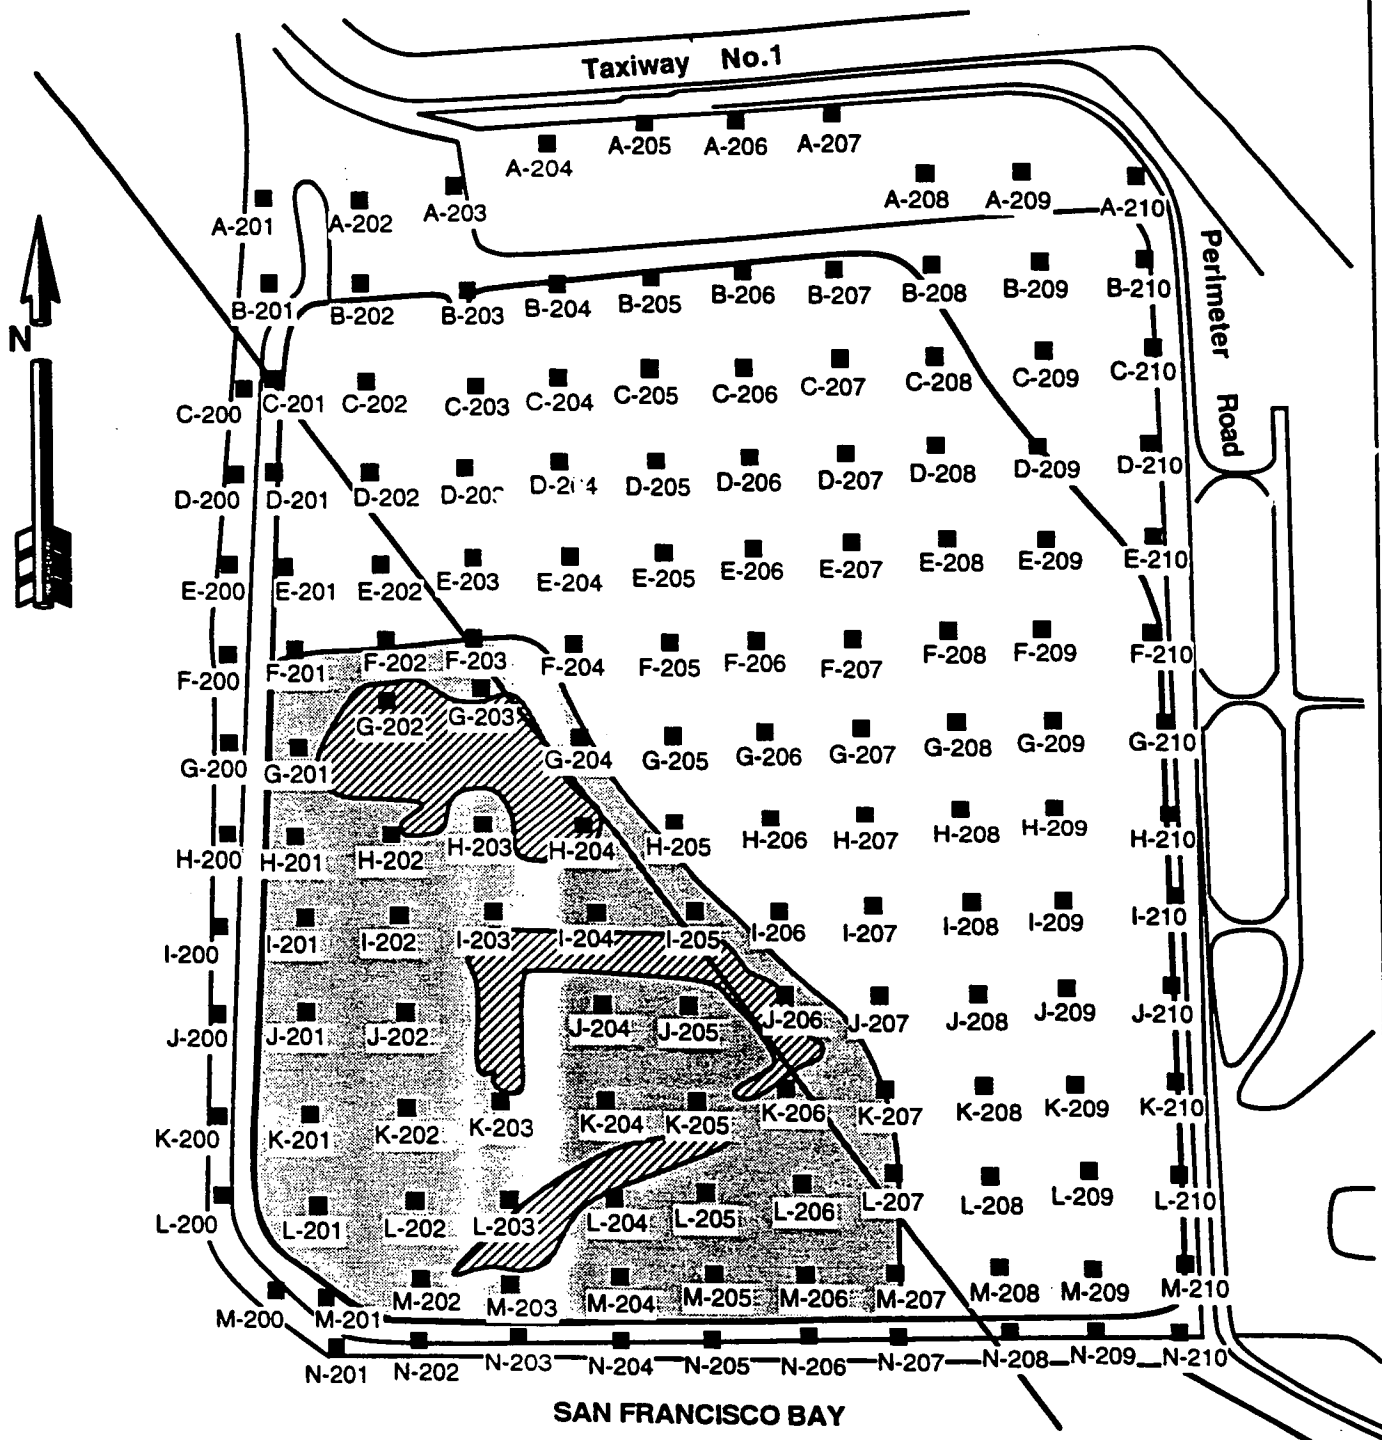 Taxiway No.1
A-204 A-205 A-206 A-207
A-201 A-202 A-203 A-208 A-209 A-210
Perimeter Road
B-201 B-202 B-203 B-204 B-205 B-206 B-207 B-208 B-209 B-210
N
C-200 C-201 C-202 C-203 C-204 C-205 C-206 C-207 C-208 C-209 C-210
D-200 D-201 D-202 D-205 D-206 D-207 D-208 D-209 D-210
E-200 E-201 E-202 E-203 E-204 E-205 E-206 E-207 E-208 E-209 E-210
F-200 F-201 F-202 F-203 F-204 F-205 F-206 F-207 F-208 F-209 F-210
G-200 G-201 G-202 G-203 G-204 G-205 G-206 G-207 G-208 G-209 G-210
H-200 H-201 H-202 H-203 H-204 H-205 H-206 H-207 H-208 H-209 H-210
I-200 I-201 I-202 I-203 I-204 I-205 I-206 I-207 I-208 I-209 I-210
J-200 J-201 J-202 J-204 J-205 J-206 J-207 J-208 J-209 J-210
K-200 K-201 K-202 K-203 K-204 K-205 K-206 K-207 K-208 K-209 K-210
L-200 L-201 L-202 L-203 L-204 L-205 L-206 L-207 L-208 L-209 L-210
M-200 M-201 M-202 M-203 M-204 M-205 M-206 M-207 M-208 M-209 M-210
N-201 N-202 N-203 N-204 N-205 N-206 N-207 N-208 N-209 N-210
SAN FRANCISCO BAY